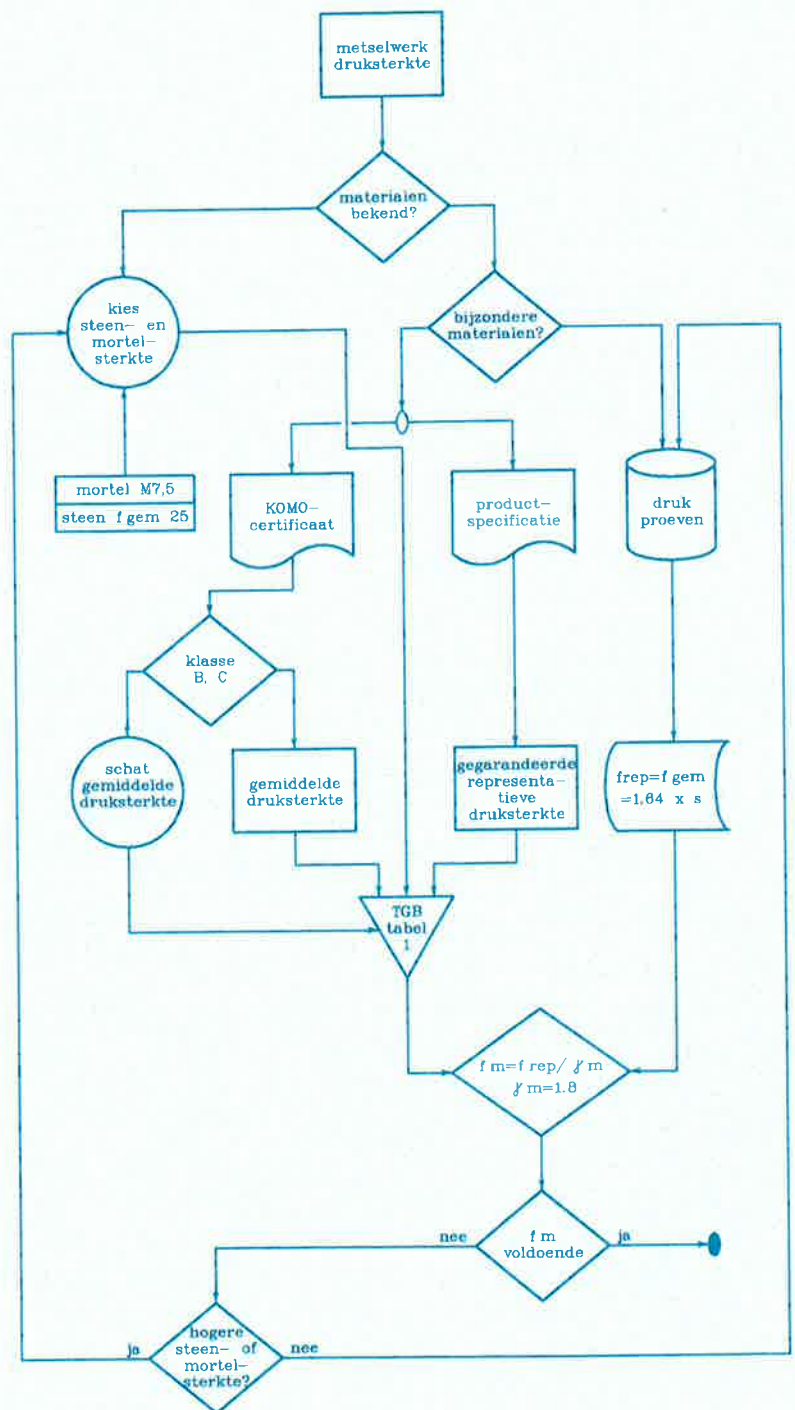 metselwerk
druksterkte
materialen
bekend?
kies
steen- en
mortel-
sterkte
bijzondere
materialen?
mortel M7,5
steen f gem 25
KOMO-
certificaat
product-
specificatie
druk
proeven
klasse
B, C
schat
gemiddelde
druksterkte
gemiddelde
druksterkte
gegarandeerde
representa-
tieve
druksterkte
frep=f gem
=1,64 x s
TGB
tabel
1
f m=f rep/ γ m
γ m=1.8
f m
voldoende
nee
ja
hogere
steen- of
mortel-
sterkte?
ja
nee